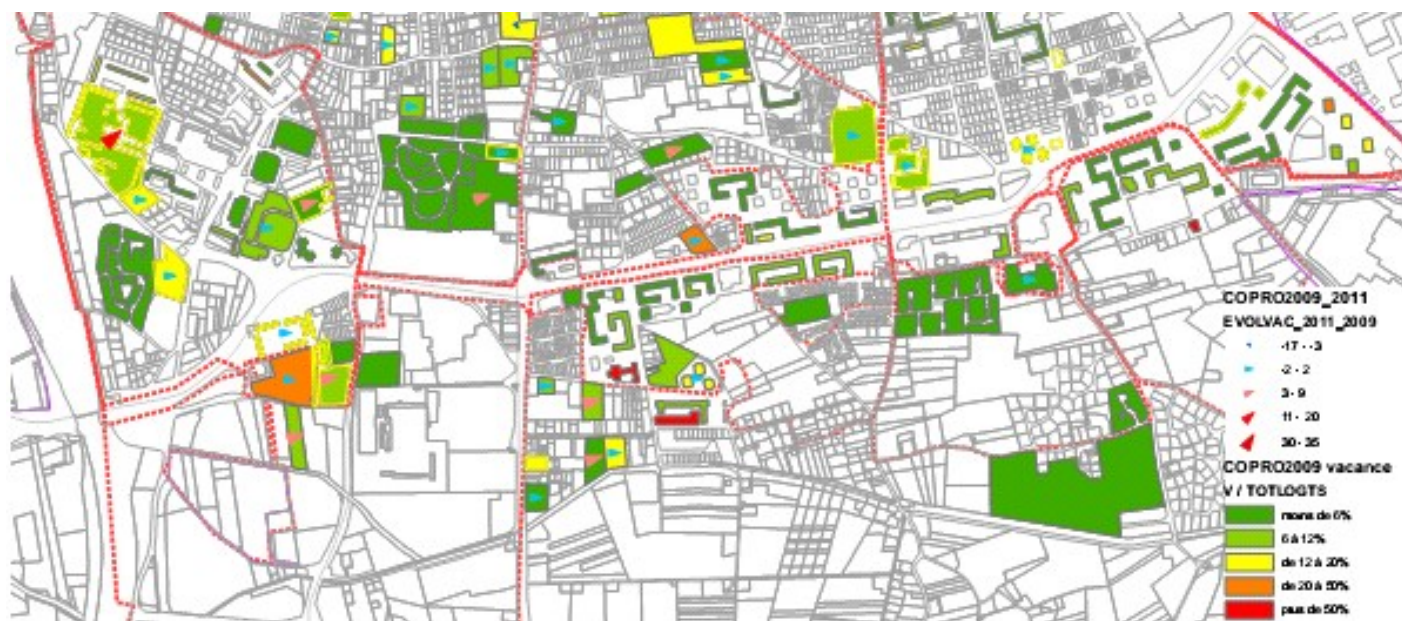 COPRO2009_2011
EVOLVAC_2011_2009
-17 - -3
-2 - 2
3 - 9
11 - 20
30 - 35
COPRO2009 vacance
V / TOTLOGTS
moins de 6%
6 à 12%
de 12 à 20%
de 20 à 50%
plus de 50%